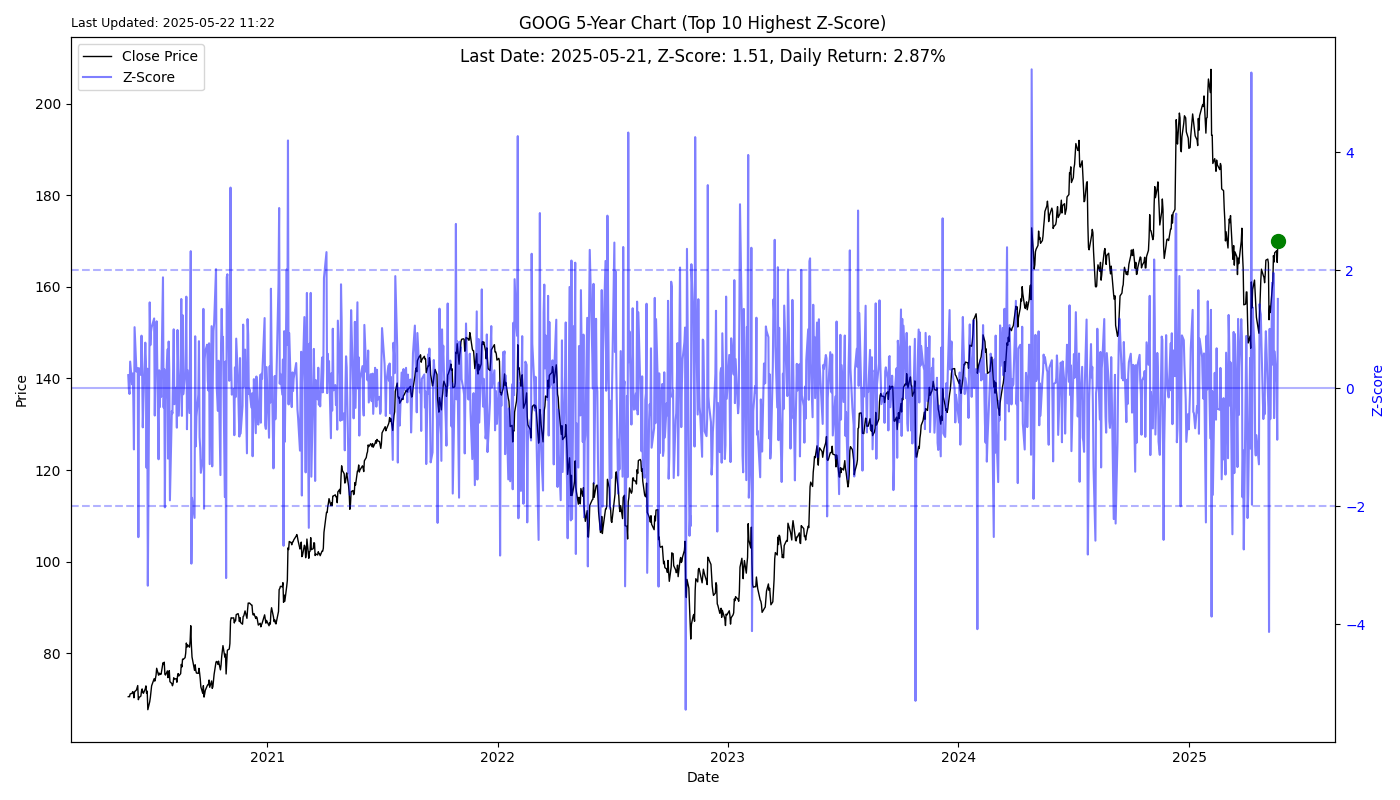 Last Updated: 2025-05-22 11:22
GOOG 5-Year Chart (Top 10 Highest Z-Score)
Last Date: 2025-05-21, Z-Score: 1.51, Daily Return: 2.87%
Close Price
Z-Score
200
180
160
140
120
100
80
Price
4
2
0
−2
−4
Z-Score
2021
2022
2023
2024
2025
Date